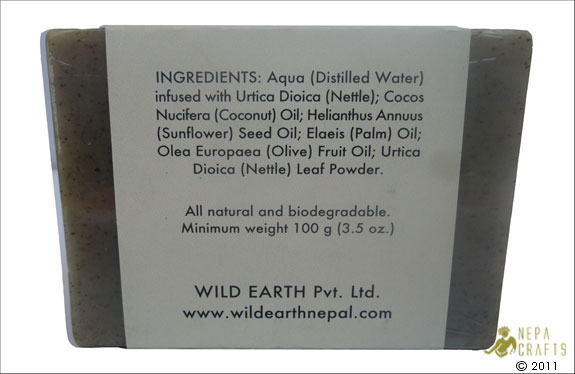 INGREDIENTS: Aqua (Distilled Water)
infused with Urtica Dioica (Nettle); Cocos
Nucifera (Coconut) Oil; Helianthus Annuus
(Sunflower) Seed Oil; Elaeis (Palm) Oil;
Olea Europaea (Olive) Fruit Oil; Urtica
Dioica (Nettle) Leaf Powder.
All natural and biodegradable.
Minimum weight 100 g (3.5 oz.)
WILD EARTH Pvt. Ltd.
www.wildearthnepal.com
NEPA
CRAFTS
© 2011